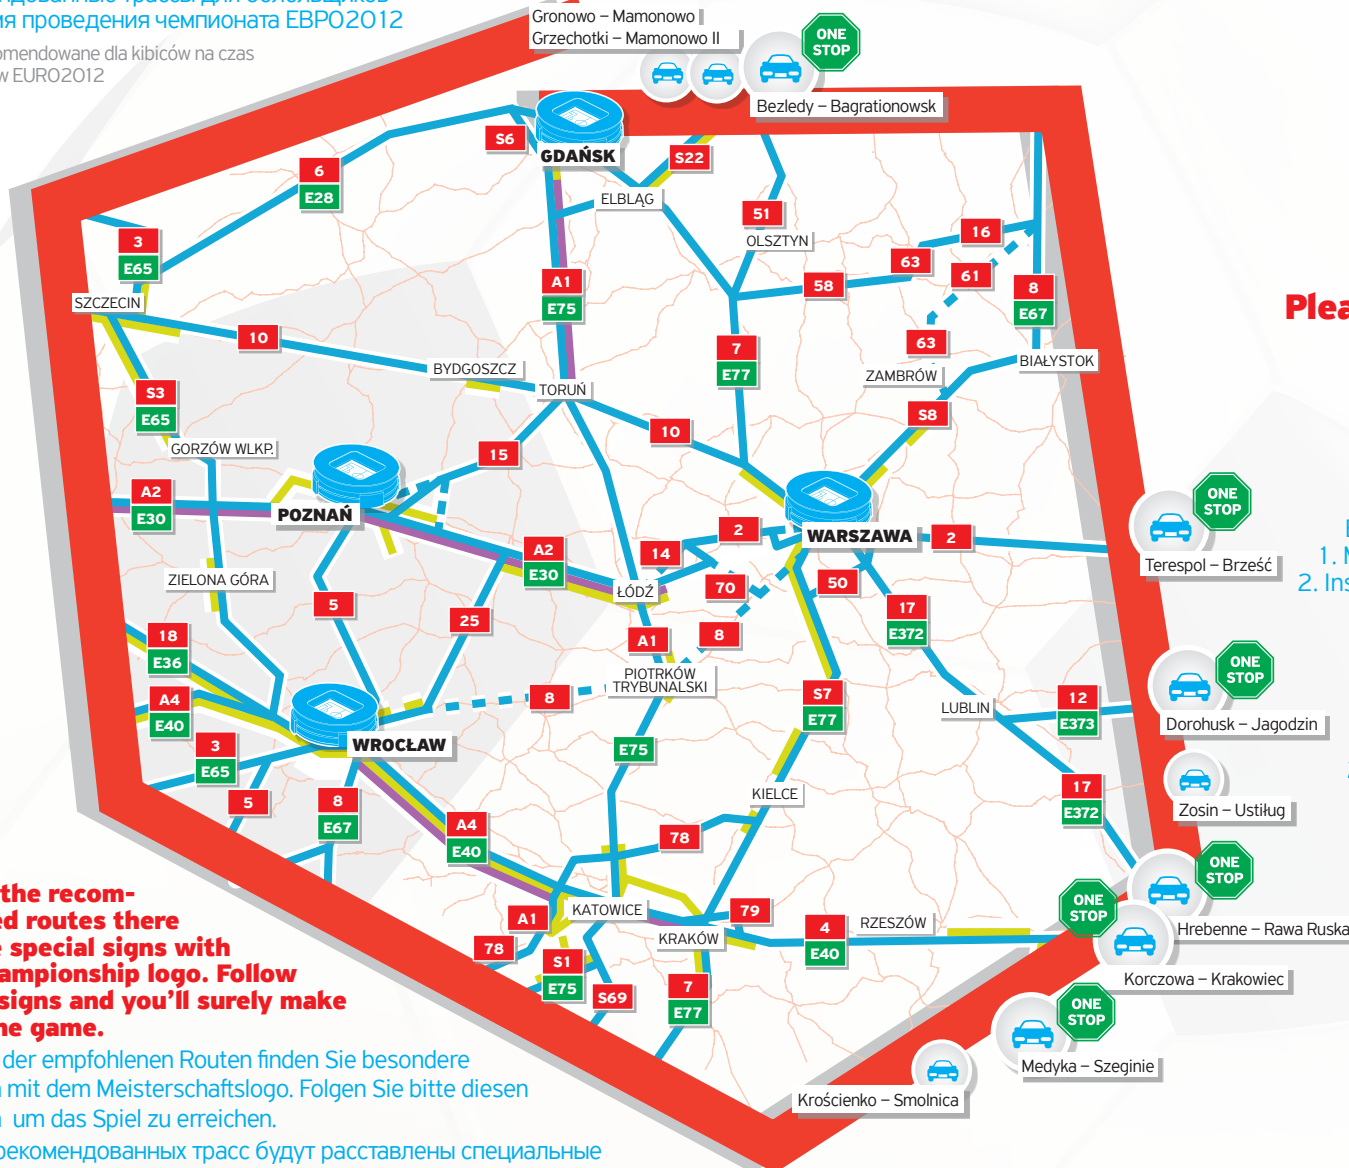 мя проведения чемпионата ЕВРО2012
omendowane dla kibiców na czas
w EURO2012
Gronowo – Mamonowo
Grzechotki – Mamonowo II
ONE STOP
Bezledy – Bagrationowsk
S6
GDAŃSK
S22
6
E28
ELBLĄG
51
OLSZTYN
16
3
E65
63
61
A1
E75
58
8
E67
SZCZECIN
10
63
7
E77
BYDGOSZCZ
TORUŃ
ZAMBRÓW
BIAŁYSTOK
Plea
S3
E65
S8
10
GORZÓW WLKP.
15
A2
E30
POZNAŃ
WARSZAWA
2
2
ONE STOP
Terespol – Brześć
1. M
2. Ins
A2
E30
14
ZIELONA GÓRA
ŁÓDŹ
70
50
5
25
17
E372
18
E36
A1
8
PIOTRKÓW
TRYBUNALSKI
ONE STOP
A4
E40
8
S7
E77
LUBLIN
12
E373
Dorohusk – Jagodzin
WROCŁAW
3
E65
E75
5
8
E67
KIELCE
17
E372
Zosin – Ustiług
A4
E40
78
ONE STOP
the recom-
ed routes there
e special signs with
ampionship logo. Follow
signs and you’ll surely make
he game.
A1
KATOWICE
79
RZESZÓW
ONE STOP
Hrebenne – Rawa Ruska
78
KRAKÓW
4
E40
S1
E75
S69
7
E77
Korczowa – Krakowiec
ONE STOP
Medyka – Szeginie
Krościenko – Smolnica
der empfohlenen Routen finden Sie besondere
n mit dem Meisterschaftslogo. Folgen Sie bitte diesen
n um das Spiel zu erreichen.
рекомендованных трасс будут расставлены специальные